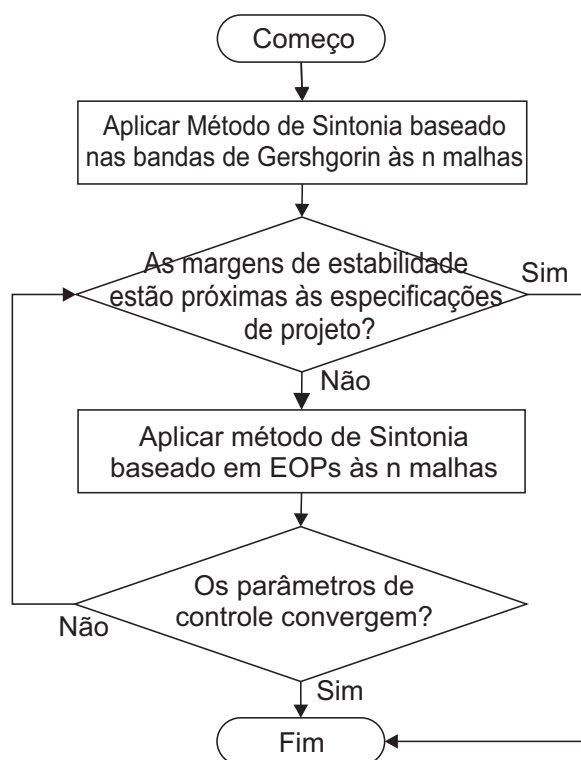 Começo
Aplicar Método de Sintonia baseado
nas bandas de Gershgorin às n malhas
As margens de estabilidade
estão próximas às especificações
de projeto?
Sim
Não
Aplicar método de Sintonia
baseado em EOPs às n malhas
Os parâmetros de
controle convergem?
Não
Sim
Fim